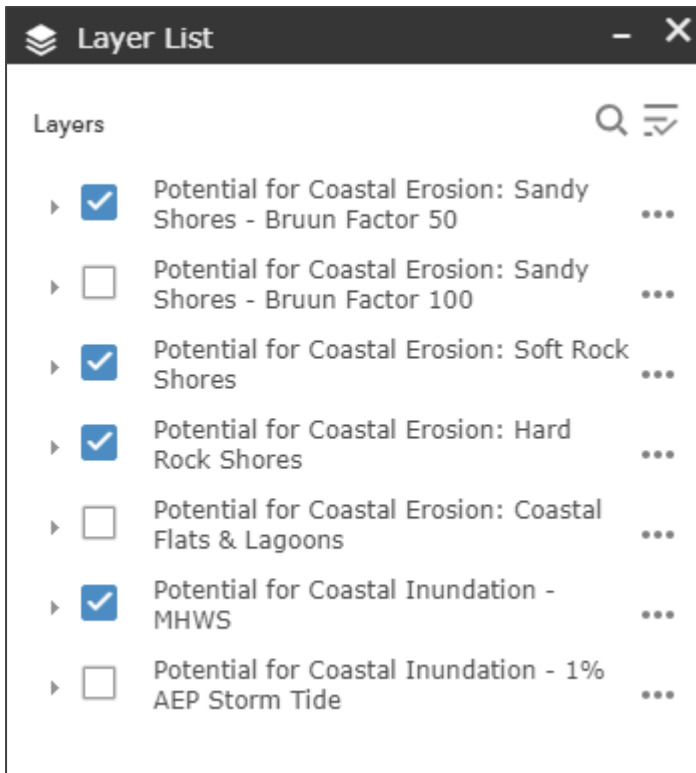 Layer List
Layers
Potential for Coastal Erosion: Sandy
Shores - Bruun Factor 50
Potential for Coastal Erosion: Sandy
Shores - Bruun Factor 100
Potential for Coastal Erosion: Soft Rock
Shores
Potential for Coastal Erosion: Hard
Rock Shores
Potential for Coastal Erosion: Coastal
Flats & Lagoons
Potential for Coastal Inundation -
MHWS
Potential for Coastal Inundation - 1%
AEP Storm Tide